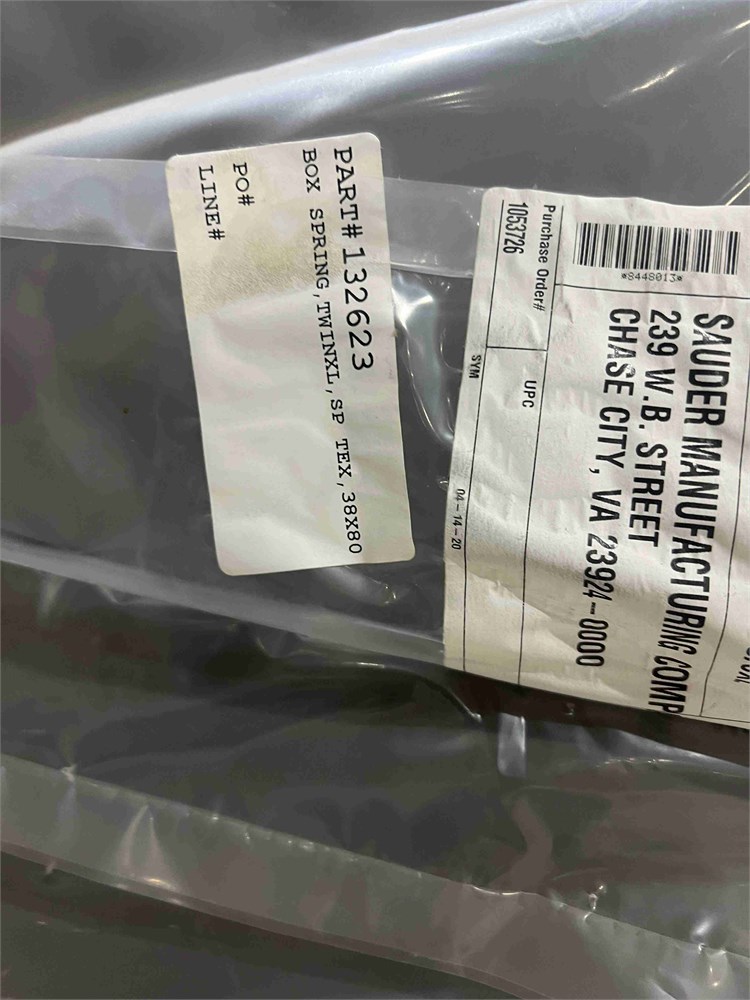 PART#132623
BOX SPRING,TWINXL,SP TEX,38X80
PO#
LINE#
*8448013*
SAUDER MANUFACTURING COMP
239 W.B. STREET
CHASE CITY, VA 23924-0000
Purchase Order#
1053726
UPC
SYM
04-14-20